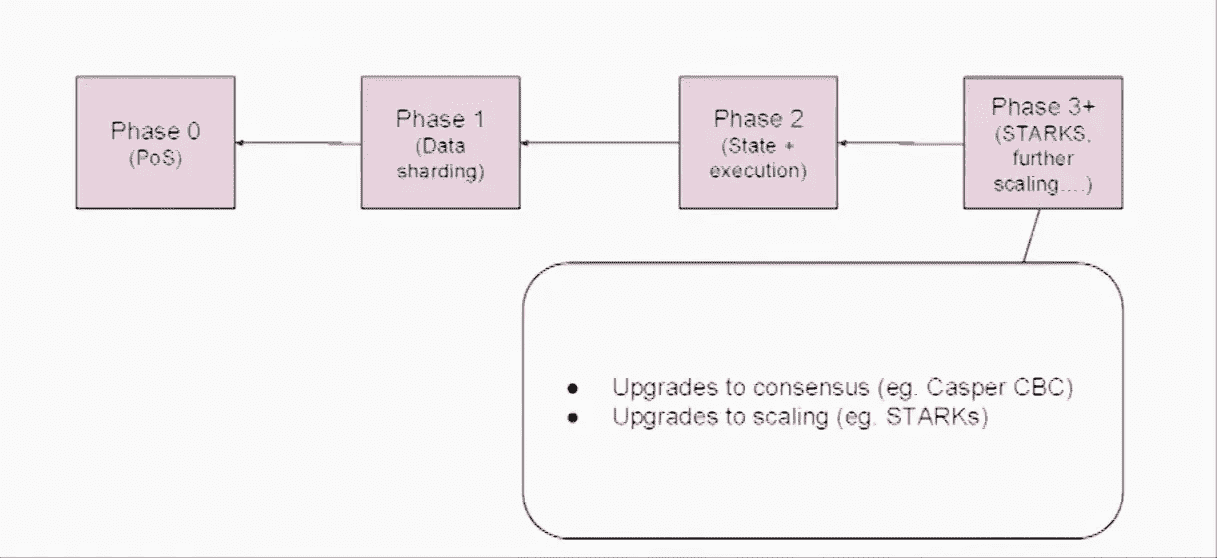 Phase 0
(PoS)
Phase 1
(Data
sharding)
Phase 2
(State +
execution)
Phase 3+
(STARKS,
further
scaling....)
● Upgrades to consensus (eg. Casper CBC)
● Upgrades to scaling (eg. STARKs)